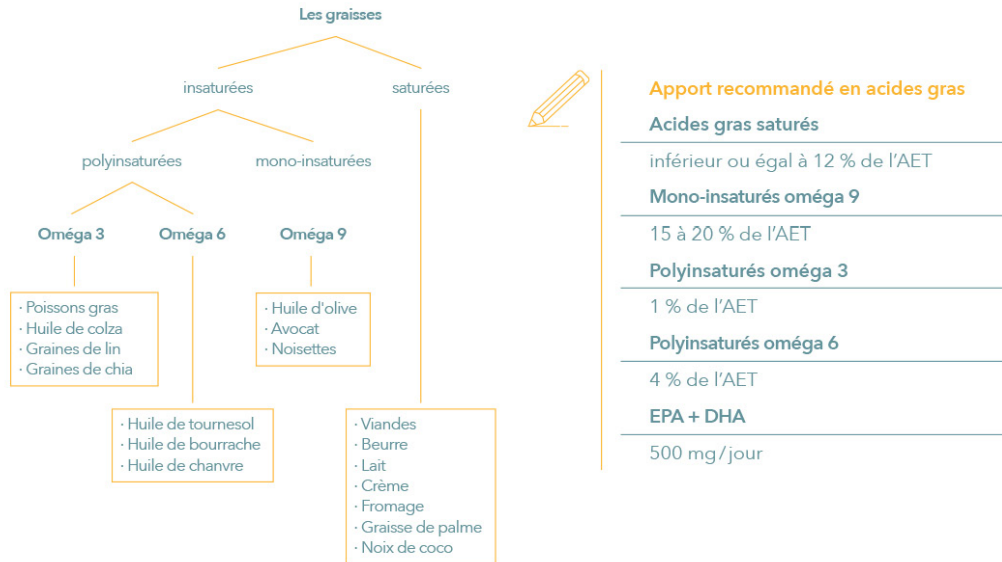 Les graisses
insaturées
saturées
polyinsaturées
mono-insaturées
Oméga 3
Oméga 6
Oméga 9
· Poissons gras
· Huile de colza
· Graines de lin
· Graines de chia
· Huile de tournesol
· Huile de bourrache
· Huile de chanvre
· Huile d'olive
· Avocat
· Noisettes
· Viandes
· Beurre
· Lait
· Crème
· Fromage
· Graisse de palme
· Noix de coco
Apport recommandé en acides gras
Acides gras saturés
inférieur ou égal à 12 % de l'AET
Mono-insaturés oméga 9
15 à 20 % de l'AET
Polyinsaturés oméga 3
1 % de l'AET
Polyinsaturés oméga 6
4 % de l'AET
EPA + DHA
500 mg/jour